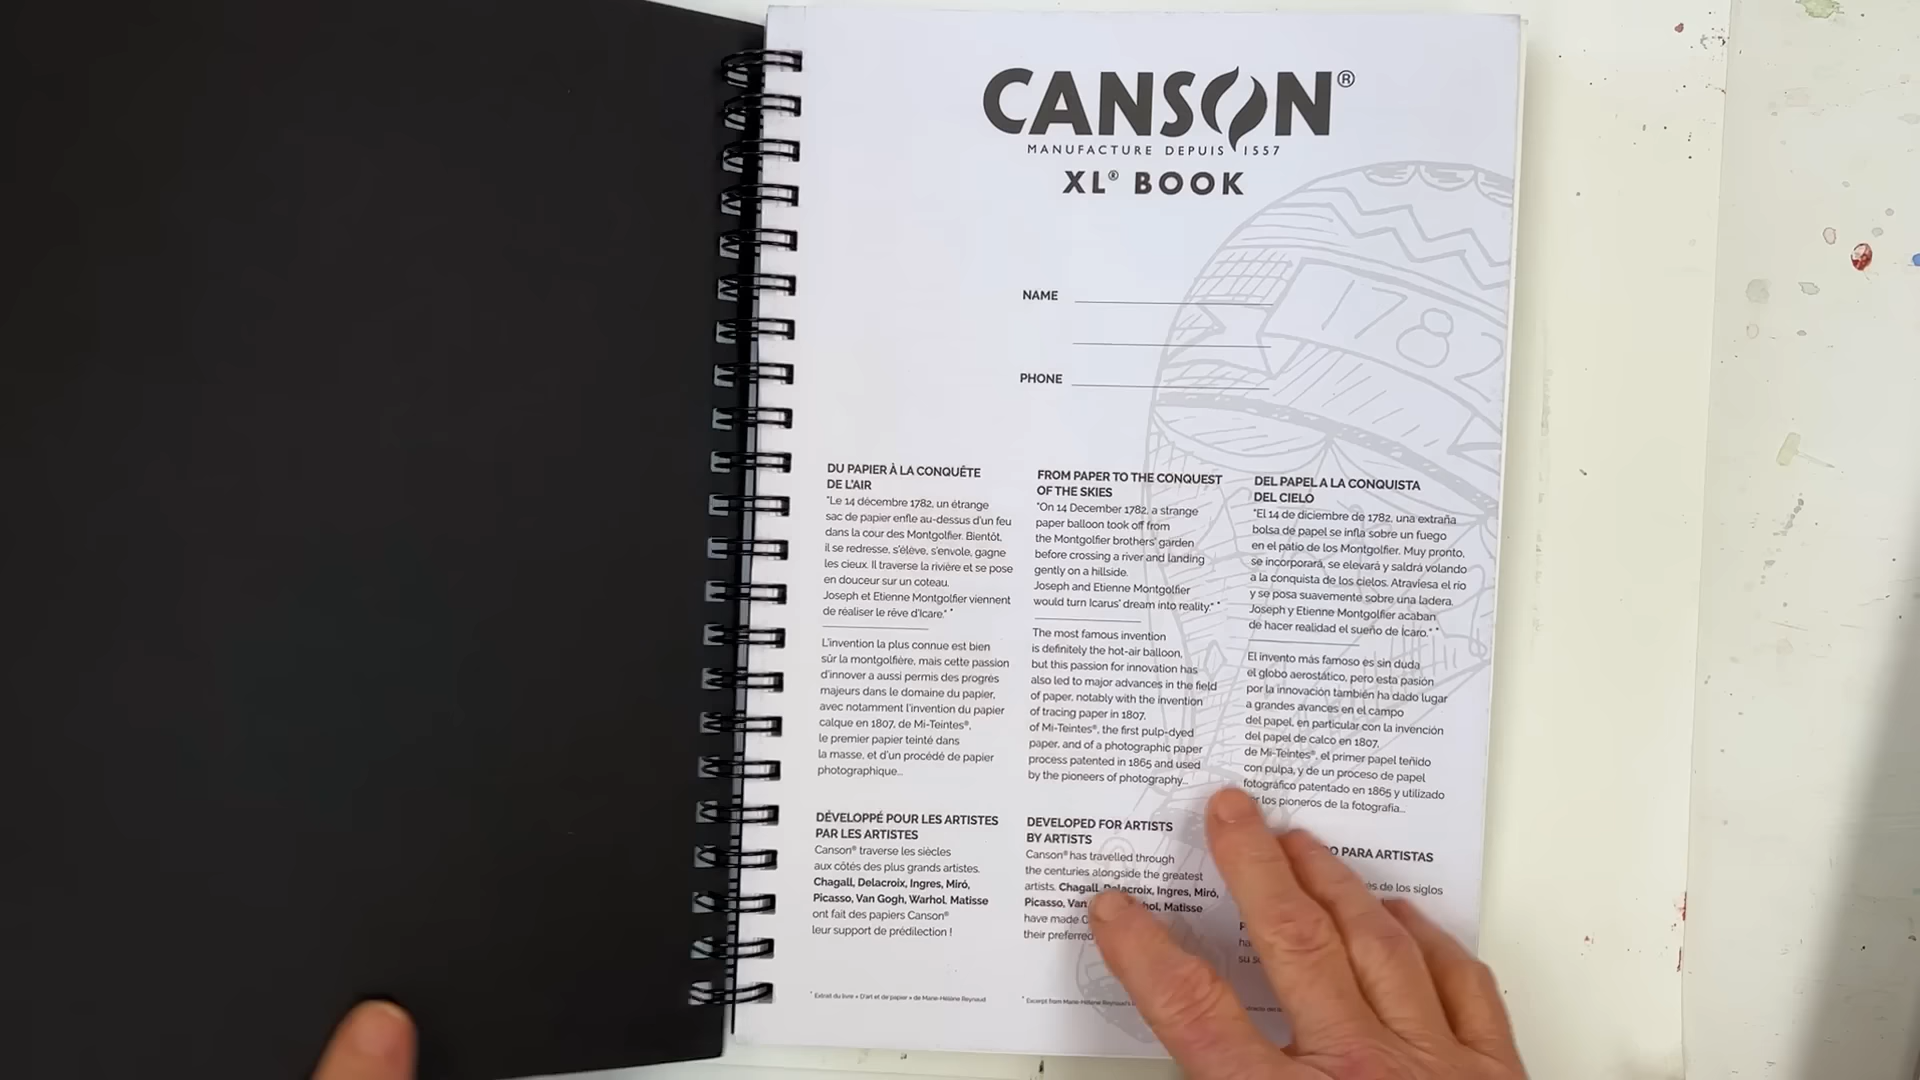 CANSON®
MANUFACTURE DEPUIS 1557
XL® BOOK
1782
NAME
PHONE
DU PAPIER À LA CONQUÊTE
DE L'AIR
"Le 14 décembre 1782, un étrange
sac de papier enfle au-dessus d'un feu
dans la cour des Montgolfier. Bientôt,
il se redresse, s'élève, s'envole, gagne
les cieux. Il traverse la rivière et se pose
en douceur sur un coteau.
Joseph et Etienne Montgolfier viennent
de réaliser le rêve d'Icare." *
L'invention la plus connue est bien
sûr la montgolfière, mais cette passion
d'innover a aussi permis des progrès
majeurs dans le domaine du papier,
avec notamment l'invention du papier
calque en 1807, de Mi-Teintes®,
le premier papier teinté dans
la masse, et d'un procédé de papier
photographique...
DÉVELOPPÉ POUR LES ARTISTES
PAR LES ARTISTES
Canson® traverse les siècles
aux côtés des plus grands artistes.
Chagall, Delacroix, Ingres, Miró,
Picasso, Van Gogh, Warhol, Matisse
ont fait des papiers Canson®
leur support de prédilection !
* Extrait du livre « D'art et de papier » de Marie-Hélène Reynaud
FROM PAPER TO THE CONQUEST
OF THE SKIES
"On 14 December 1782, a strange
paper balloon took off from
the Montgolfier brothers' garden
before crossing a river and landing
gently on a hillside.
Joseph and Etienne Montgolfier
would turn Icarus' dream into reality." *
The most famous invention
is definitely the hot-air balloon,
but this passion for innovation has
also led to major advances in the field
of paper, notably with the invention
of tracing paper in 1807,
of Mi-Teintes®, the first pulp-dyed
paper, and of a photographic paper
process patented in 1865 and used
by the pioneers of photography...
DEVELOPED FOR ARTISTS
BY ARTISTS
Canson® has travelled through
the centuries alongside the greatest
artists. Chagall, Delacroix, Ingres, Miró,
Picasso, Van Matisse
have made
their preferred
* Excerpt from Marie-Hélène Reynaud's
DEL PAPEL A LA CONQUISTA
DEL CIELO
"El 14 de diciembre de 1782, una extraña
bolsa de papel se infla sobre un fuego
en el patio de los Montgolfier. Muy pronto,
se incorporará, se elevará y saldrá volando
a la conquista de los cielos. Atraviesa el río
y se posa suavemente sobre una ladera.
Joseph y Etienne Montgolfier acaban
de hacer realidad el sueño de Ícaro." *
El invento más famoso es sin duda
el globo aerostático, pero esta pasión
por la innovación también ha dado lugar
a grandes avances en el campo
del papel, en particular con la invención
del papel de calco en 1807,
de Mi-Teintes®, el primer papel teñido
con pulpa, y de un proceso de papel
fotográfico patentado en 1865 y utilizado
los pioneros de la fotografía...
PARA ARTISTAS
de los siglos